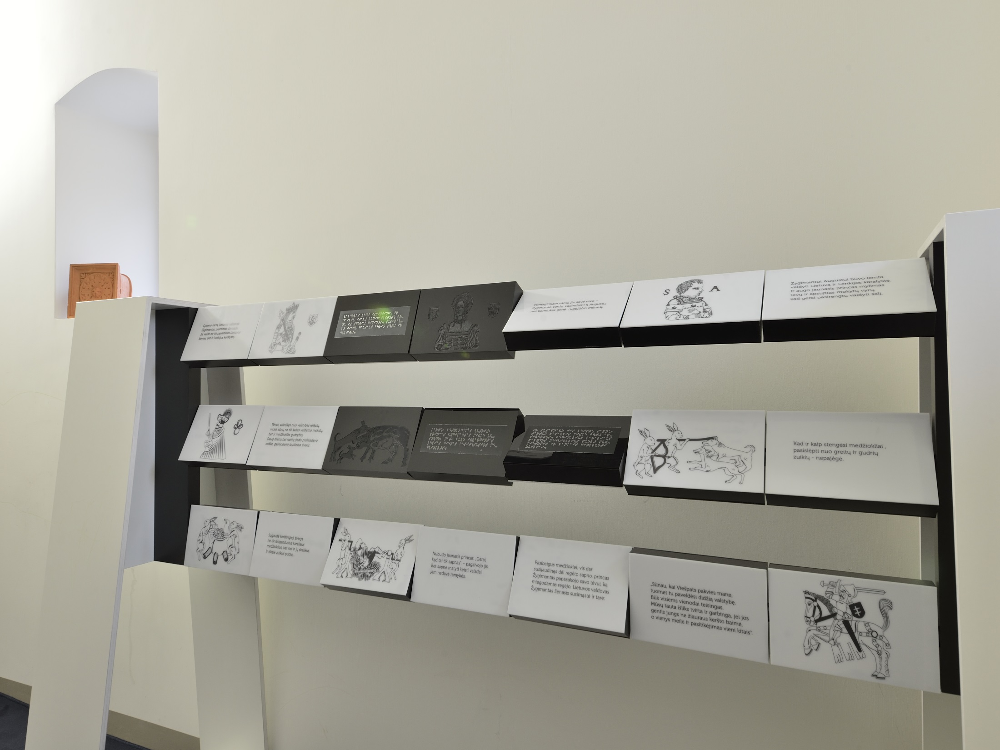 Gyveno kartą Lietuvos valdovas
Žygimantas, pramintas Senuoju.
Jis valdė ne tik paveldėtas Lietuvos
žemes, bet ir Lenkijos karalystę.
Pirmagimiam sūnui jie davė tėvo –
Žygimanto vardą, vadindami jį Augustu,
nes berniukas gimė rugpjūčio mėnesį.
S A
Žygimantui Augustui buvo lemta
valdyti Lietuvą ir Lenkijos karalystę.
Ir augo jaunasis princas mylimas
tėvų ir apsuptas mokytų vyrų,
kad gerai pasirengtų valdyti šalį.
Tėvas, atitrūkęs nuo valstybės reikalų,
mokė sūnų ne tik šalies valdymo mokslų,
bet ir medžioklės gudrybių.
Daug dienų bei naktų jiedu praleisdavo
miške, gainiodami laukinius žvėris.
Kad ir kaip stengėsi medžiokliai ,
pasislėpti nuo greitų ir gudrių
zuikių - nepajėgė.
Sugaudė kerštingieji žvėrys
ne tik išsigandusius karaliaus
medžioklius, bet net ir jų skalikus.
Ir iškėlė zuikiai puotą...
Nubudo jaunasis princas. „Gerai,
kad tai tik sapnas", – pagalvojo jis.
Bet sapne matyti keisti vaizdai
jam nedavė ramybės.
Pasibaigus medžioklei, vis dar
susijaudinęs dėl regėto sapno, princas
Žygimantas papasakojo savo tėvui, ką
miegodamas regėjo. Lietuvos valdovas
Žygimantas Senasis susimąstė ir tarė:
„Sūnau, kai Viešpats pakvies mane,
tuomet tu paveldėsi didžią valstybę.
Būk visiems vienodai teisingas.
Mūsų tauta išliks tvirta ir garbinga, jei jos
gentis jungs ne žiauraus keršto baimė,
o vienys meilė ir pasitikėjimas vieni kitais".